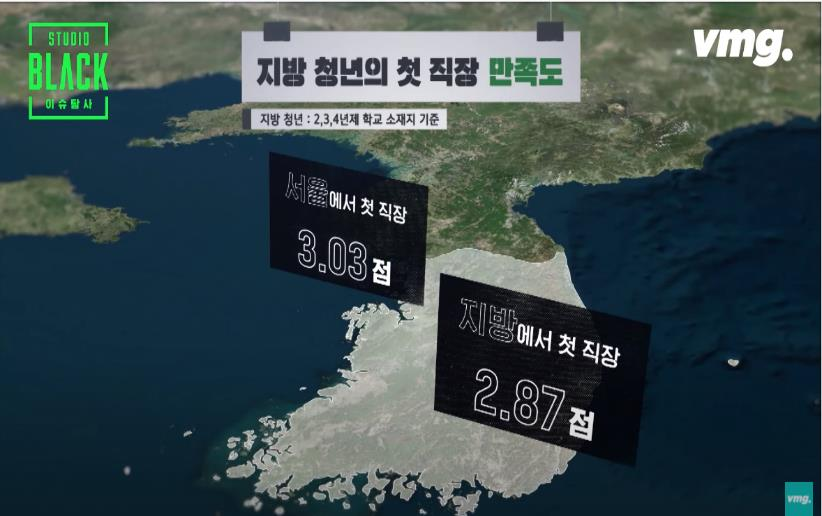 STUDIO
BLACK
이슈탐사
vmg.
지방 청년의 첫 직장 만족도
지방 청년 : 2,3,4년제 학교 소재지 기준
서울에서 첫 직장
3.03점
지방에서 첫 직장
2.87점
vmg.